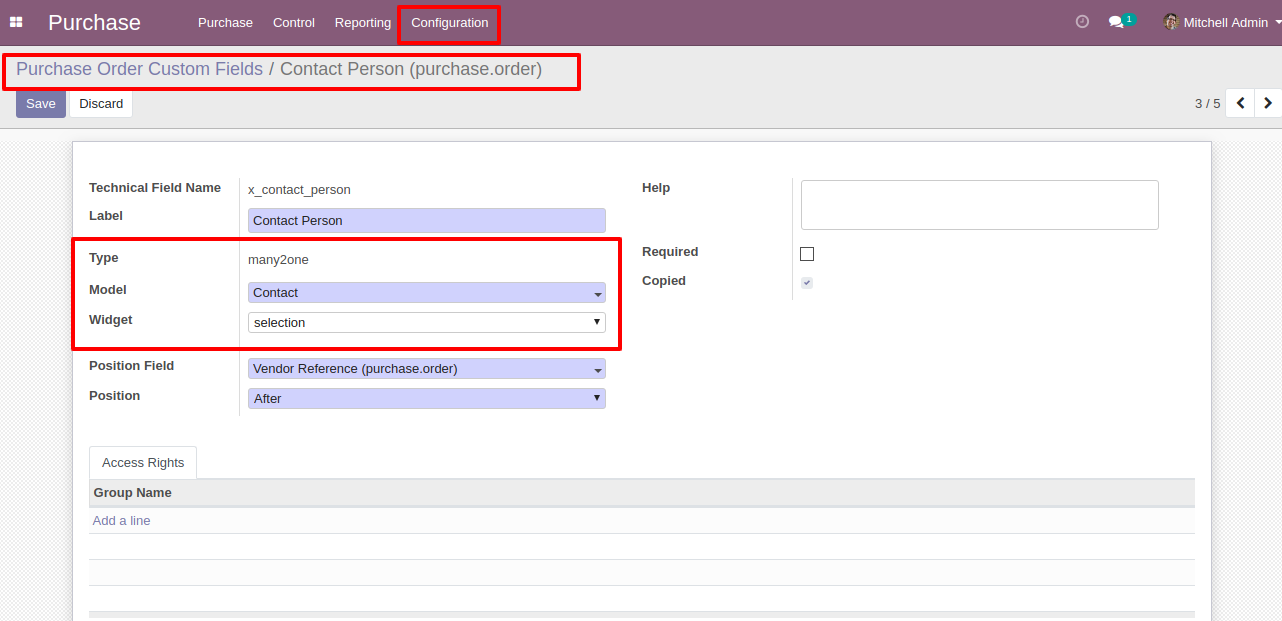 Purchase Purchase Control Reporting Configuration 1 Mitchell Admin
Purchase Order Custom Fields / Contact Person (purchase.order)
Save Discard 3 / 5
Technical Field Name x_contact_person
Label Contact Person
Type many2one
Model Contact
Widget selection
Position Field Vendor Reference (purchase.order)
Position After
Help
Required
Copied
Access Rights
Group Name
Add a line